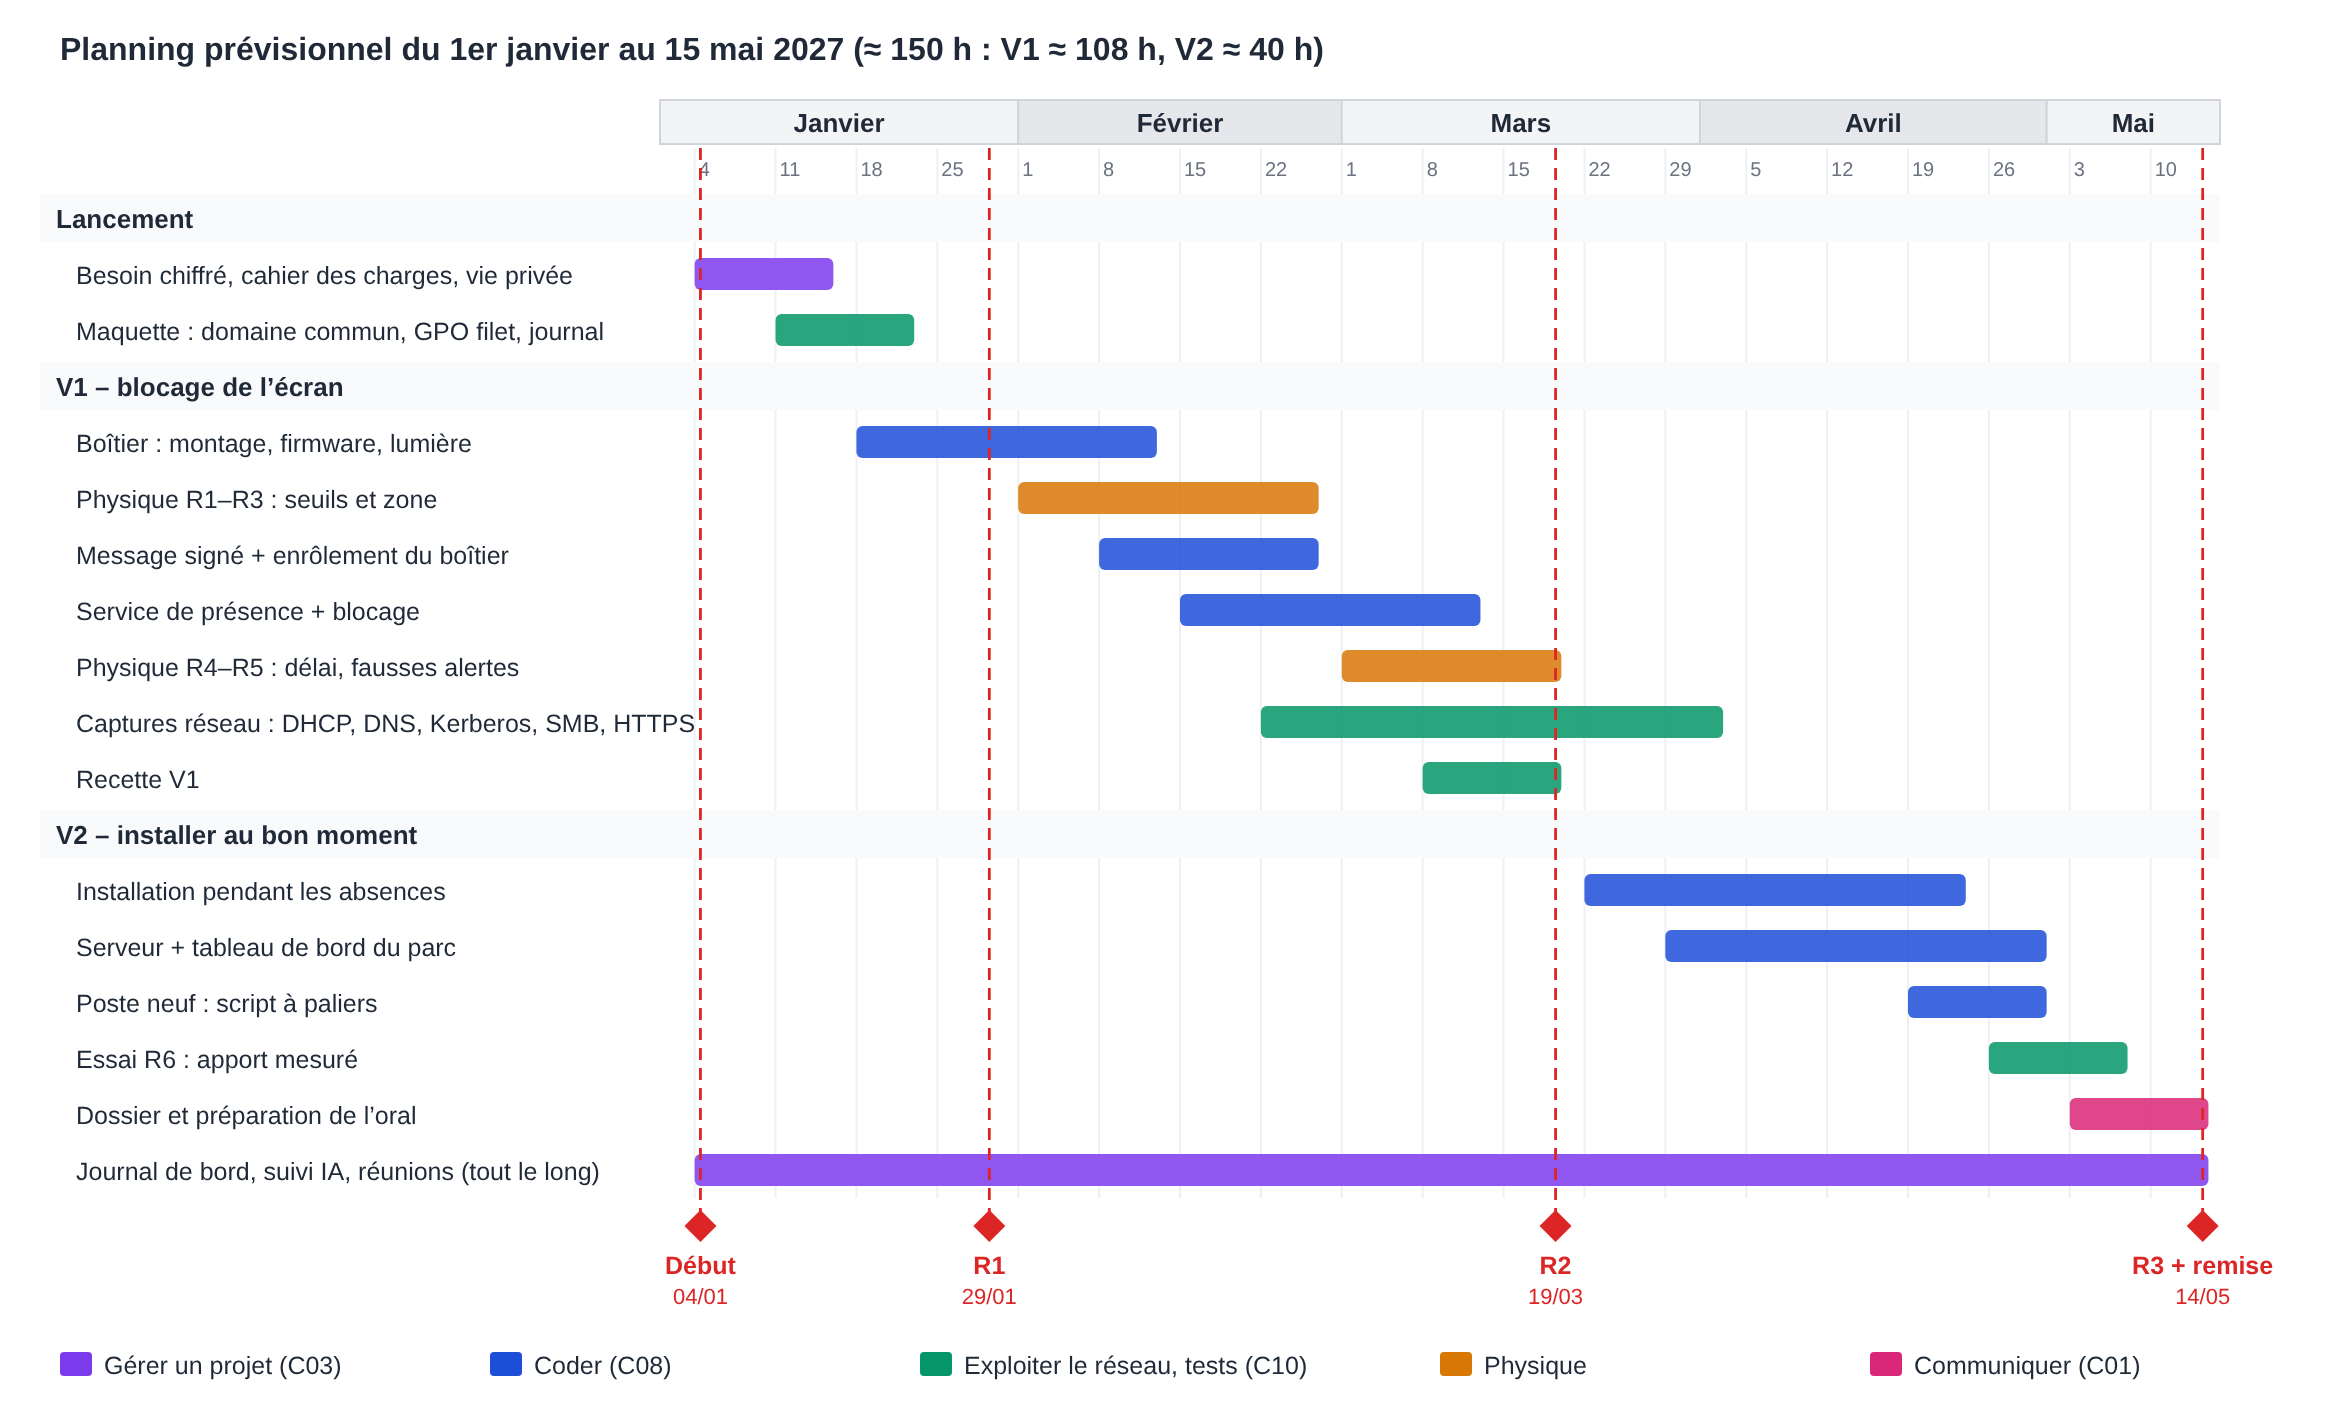 Planning prévisionnel du 1er janvier au 15 mai 2027 (≈ 150 h : V1 ≈ 108 h, V2 ≈ 40 h)
Janvier Février Mars Avril Mai
4 11 18 25 1 8 15 22 1 8 15 22 29 5 12 19 26 3 10
Lancement
Besoin chiffré, cahier des charges, vie privée
Maquette : domaine commun, GPO filet, journal
V1 – blocage de l’écran
Boîtier : montage, firmware, lumière
Physique R1–R3 : seuils et zone
Message signé + enrôlement du boîtier
Service de présence + blocage
Physique R4–R5 : délai, fausses alertes
Captures réseau : DHCP, DNS, Kerberos, SMB, HTTPS
Recette V1
V2 – installer au bon moment
Installation pendant les absences
Serveur + tableau de bord du parc
Poste neuf : script à paliers
Essai R6 : apport mesuré
Dossier et préparation de l’oral
Journal de bord, suivi IA, réunions (tout le long)
Début R1 R2 R3 + remise
04/01 29/01 19/03 14/05
Gérer un projet (C03) Coder (C08) Exploiter le réseau, tests (C10) Physique Communiquer (C01)